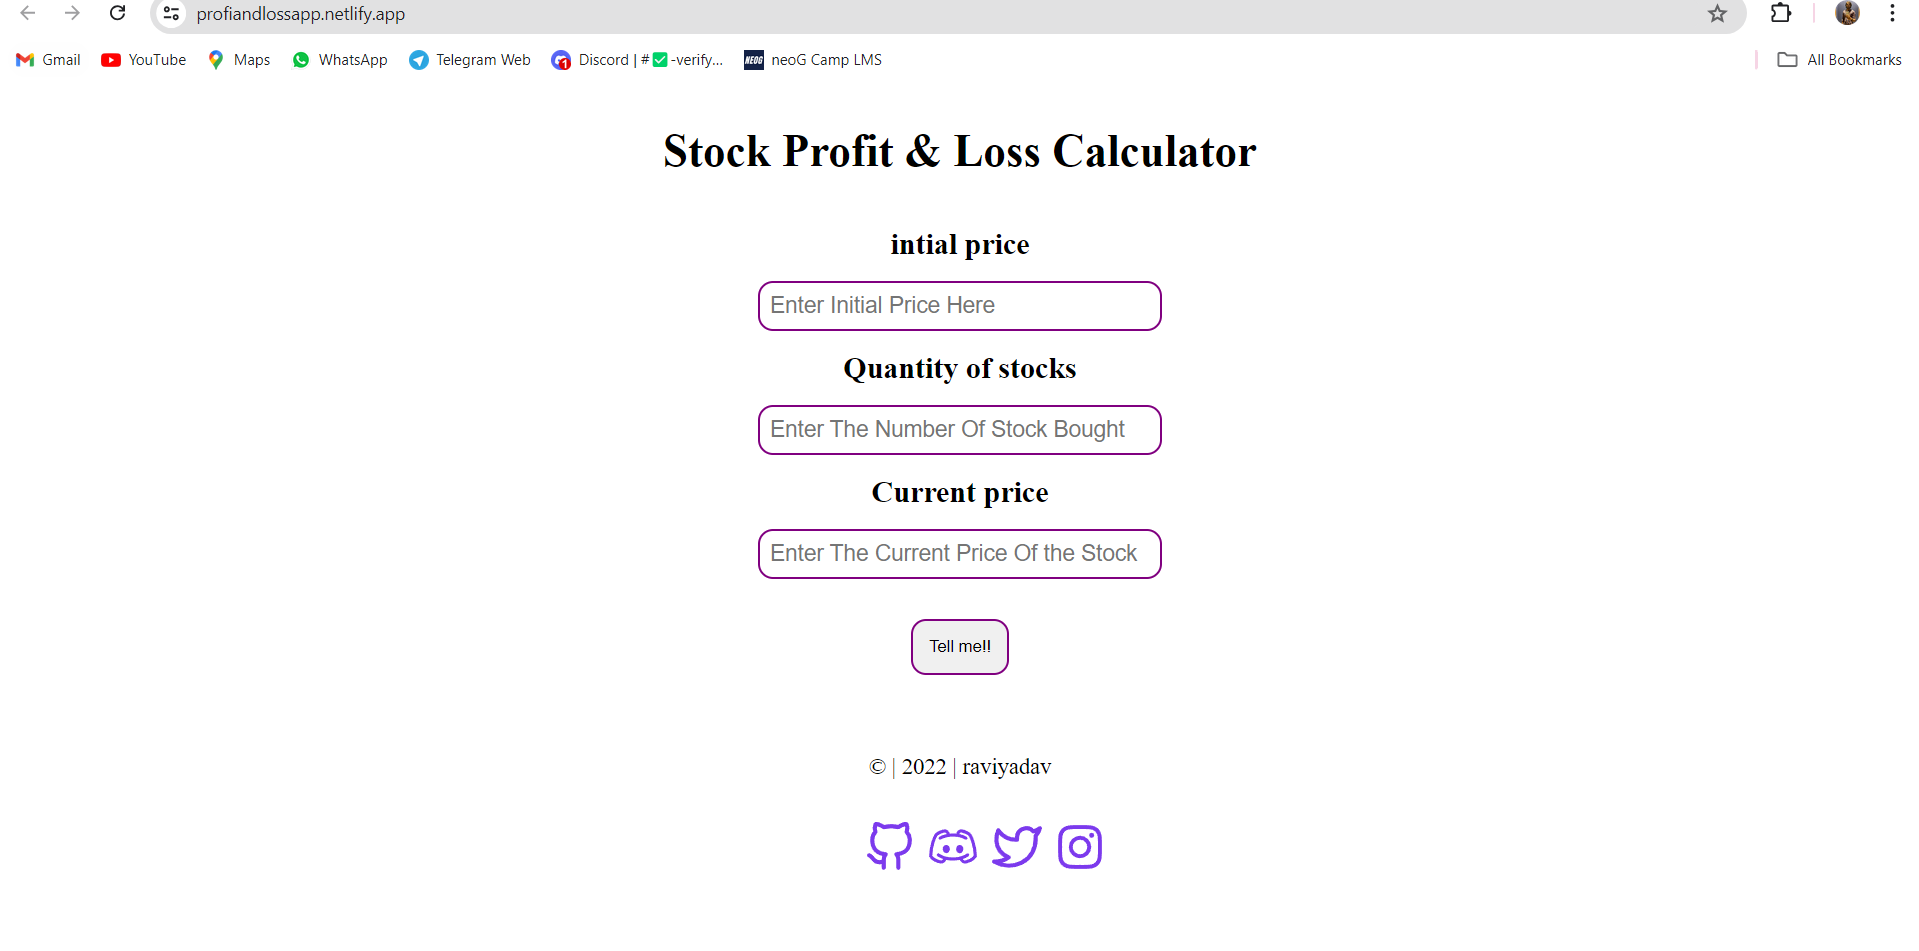 profiandlossapp.netlify.app
Gmail YouTube Maps WhatsApp Telegram Web 1 Discord | #✅-verify... NEOG neoG Camp LMS All Bookmarks
Stock Profit & Loss Calculator
intial price
Enter Initial Price Here
Quantity of stocks
Enter The Number Of Stock Bought
Current price
Enter The Current Price Of the Stock
Tell me!!
© | 2022 | raviyadav